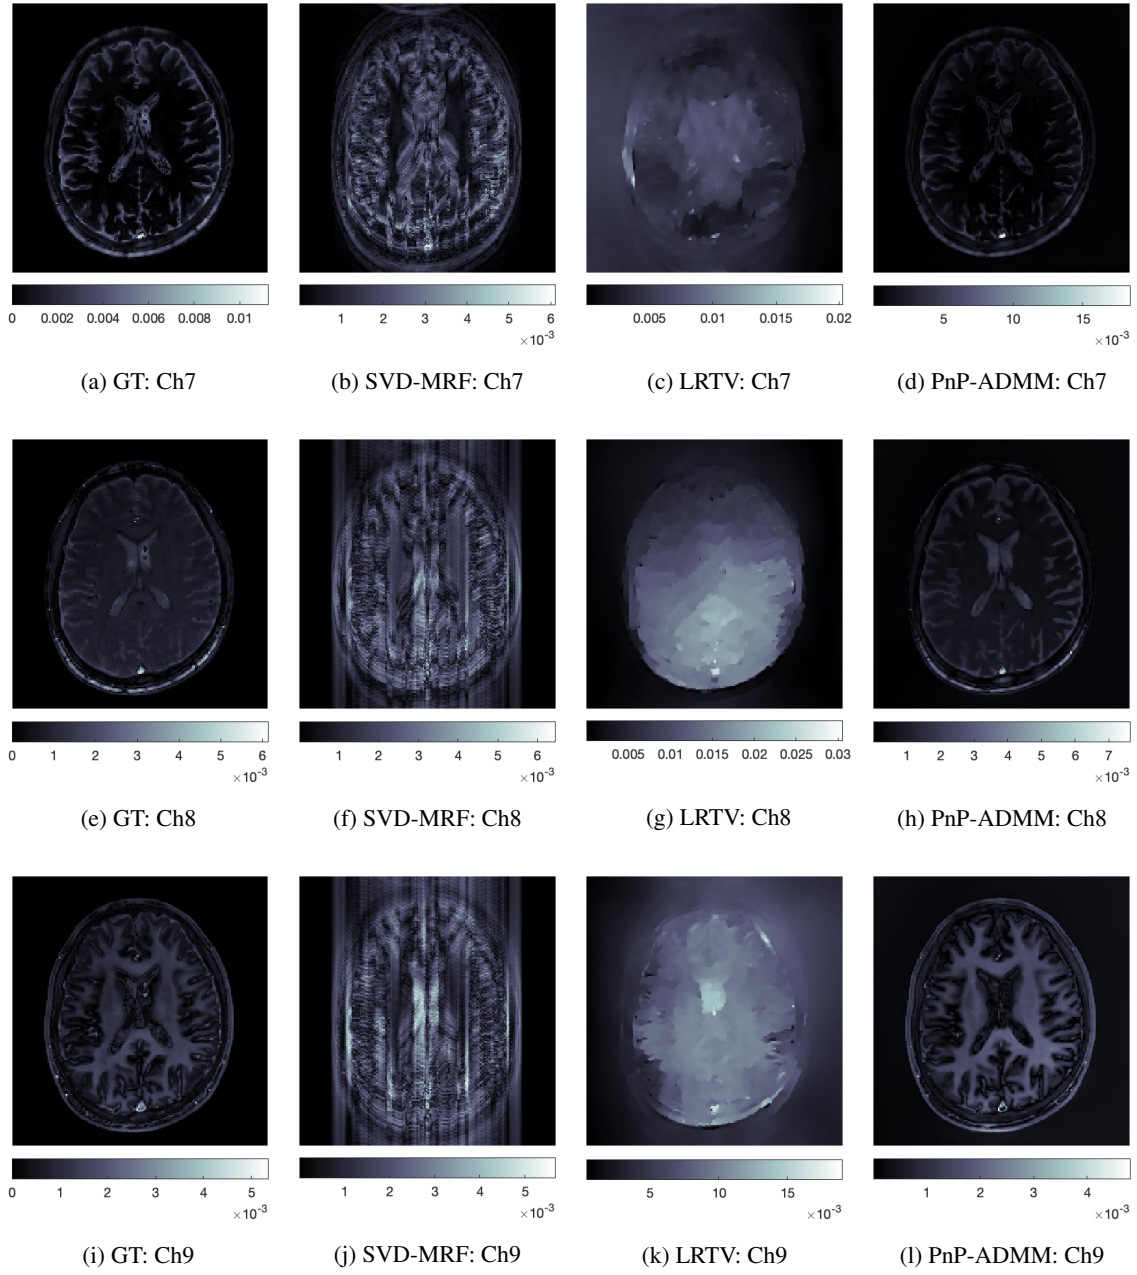 0 0.002 0.004 0.006 0.008 0.01
1 2 3 4 5 6
×10-3
0.005 0.01 0.015 0.02
5 10 15
×10-3
(a) GT: Ch7
(b) SVD-MRF: Ch7
(c) LRTV: Ch7
(d) PnP-ADMM: Ch7
0 1 2 3 4 5 6
×10-3
1 2 3 4 5 6
×10-3
0.005 0.01 0.015 0.02 0.025 0.03
1 2 3 4 5 6 7
×10-3
(e) GT: Ch8
(f) SVD-MRF: Ch8
(g) LRTV: Ch8
(h) PnP-ADMM: Ch8
0 1 2 3 4 5
×10-3
1 2 3 4 5
×10-3
5 10 15
×10-3
1 2 3 4
×10-3
(i) GT: Ch9
(j) SVD-MRF: Ch9
(k) LRTV: Ch9
(l) PnP-ADMM: Ch9